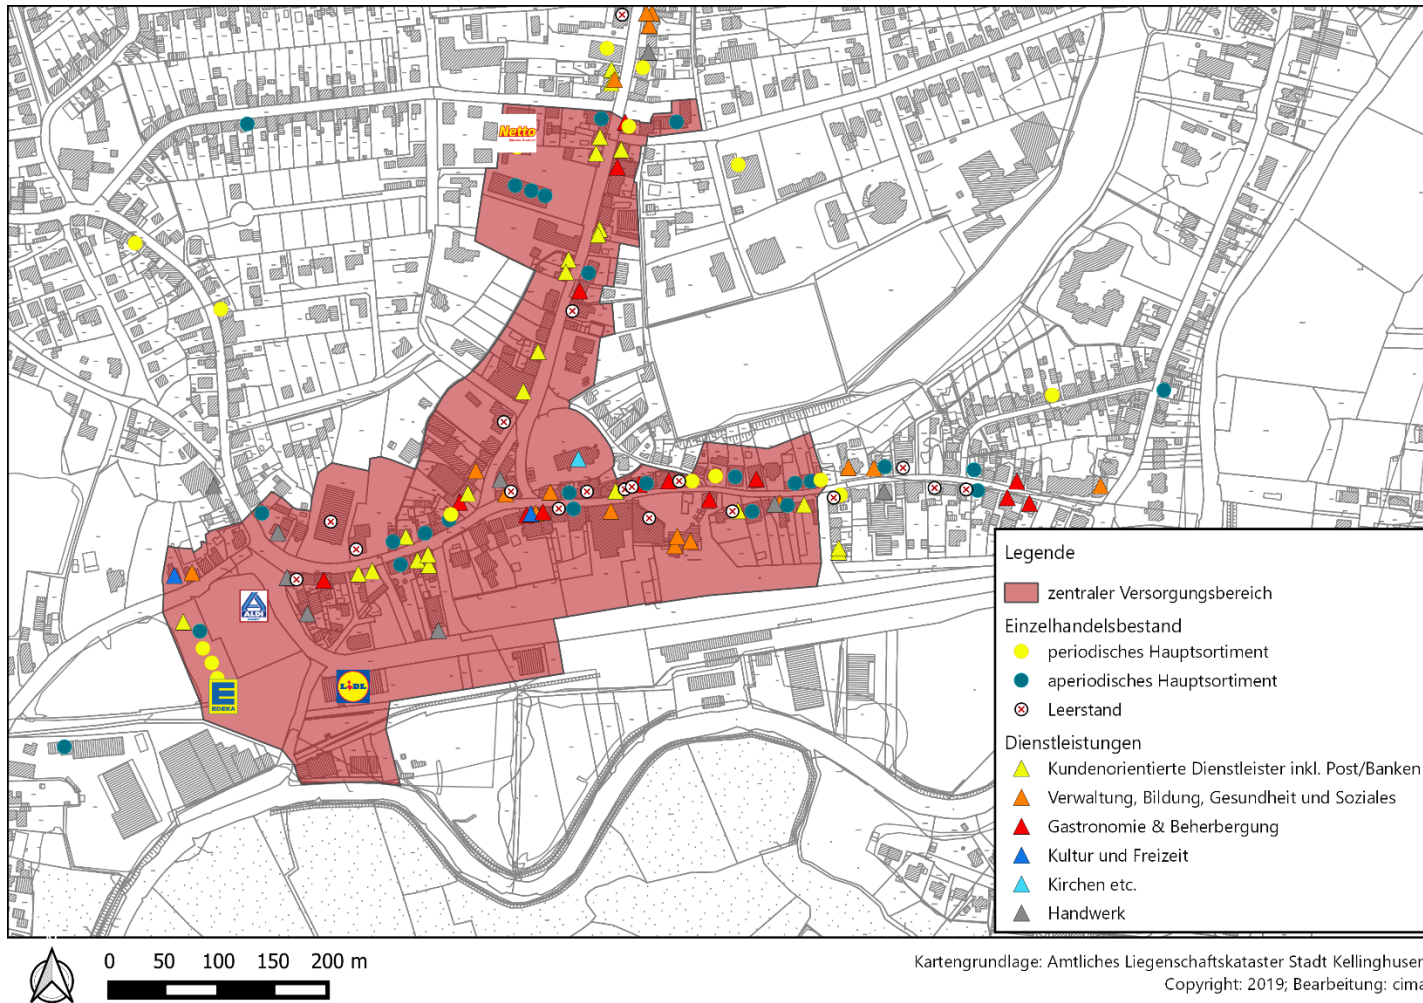 Netto
ALDI
LIDL
E
EDEKA
Legende
zentraler Versorgungsbereich
Einzelhandelsbestand
periodisches Hauptsortiment
aperiodisches Hauptsortiment
Leerstand
Dienstleistungen
Kundenorientierte Dienstleister inkl. Post/Banken
Verwaltung, Bildung, Gesundheit und Soziales
Gastronomie & Beherbergung
Kultur und Freizeit
Kirchen etc.
Handwerk
0 50 100 150 200 m
Kartengrundlage: Amtliches Liegenschaftskataster Stadt Kellinghusen
Copyright: 2019; Bearbeitung: cima